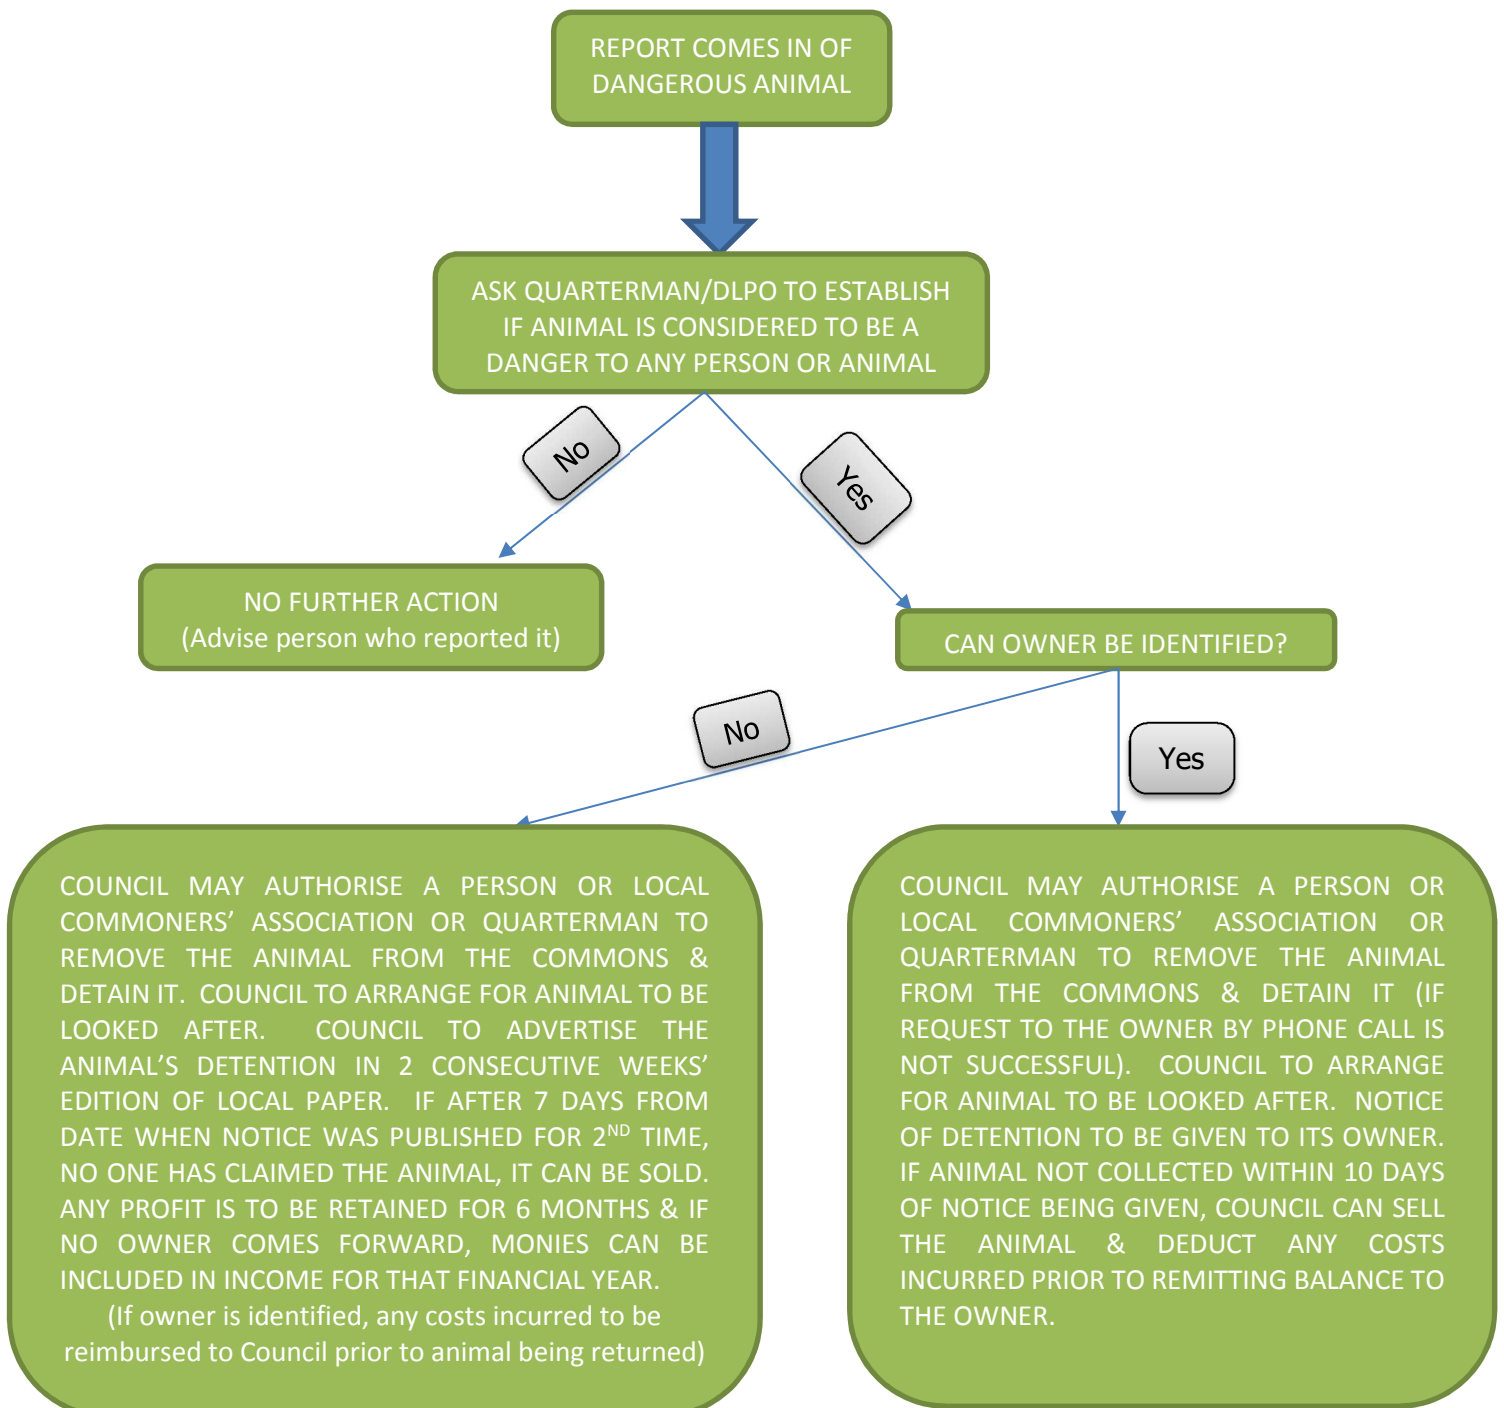 REPORT COMES IN OF
DANGEROUS ANIMAL
ASK QUARTERMAN/DLPO TO ESTABLISH
IF ANIMAL IS CONSIDERED TO BE A
DANGER TO ANY PERSON OR ANIMAL
No
Yes
NO FURTHER ACTION
(Advise person who reported it)
CAN OWNER BE IDENTIFIED?
No
Yes
COUNCIL MAY AUTHORISE A PERSON OR LOCAL
COMMONERS’ ASSOCIATION OR QUARTERMAN TO
REMOVE THE ANIMAL FROM THE COMMONS &
DETAIN IT. COUNCIL TO ARRANGE FOR ANIMAL TO BE
LOOKED AFTER. COUNCIL TO ADVERTISE THE
ANIMAL’S DETENTION IN 2 CONSECUTIVE WEEKS’
EDITION OF LOCAL PAPER. IF AFTER 7 DAYS FROM
DATE WHEN NOTICE WAS PUBLISHED FOR 2ND TIME,
NO ONE HAS CLAIMED THE ANIMAL, IT CAN BE SOLD.
ANY PROFIT IS TO BE RETAINED FOR 6 MONTHS & IF
NO OWNER COMES FORWARD, MONIES CAN BE
INCLUDED IN INCOME FOR THAT FINANCIAL YEAR.
(If owner is identified, any costs incurred to be
reimbursed to Council prior to animal being returned)
COUNCIL MAY AUTHORISE A PERSON OR
LOCAL COMMONERS’ ASSOCIATION OR
QUARTERMAN TO REMOVE THE ANIMAL
FROM THE COMMONS & DETAIN IT (IF
REQUEST TO THE OWNER BY PHONE CALL IS
NOT SUCCESSFUL). COUNCIL TO ARRANGE
FOR ANIMAL TO BE LOOKED AFTER. NOTICE
OF DETENTION TO BE GIVEN TO ITS OWNER.
IF ANIMAL NOT COLLECTED WITHIN 10 DAYS
OF NOTICE BEING GIVEN, COUNCIL CAN SELL
THE ANIMAL & DEDUCT ANY COSTS
INCURRED PRIOR TO REMITTING BALANCE TO
THE OWNER.